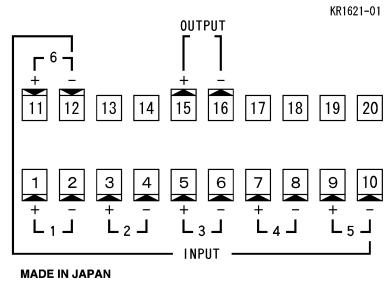 KR1621-01
OUTPUT
6
+ − + −
11 12 13 14 15 16 17 18 19 20
1 2 3 4 5 6 7 8 9 10
+ − + − + − + − + −
1 2 3 4 5
INPUT
MADE IN JAPAN